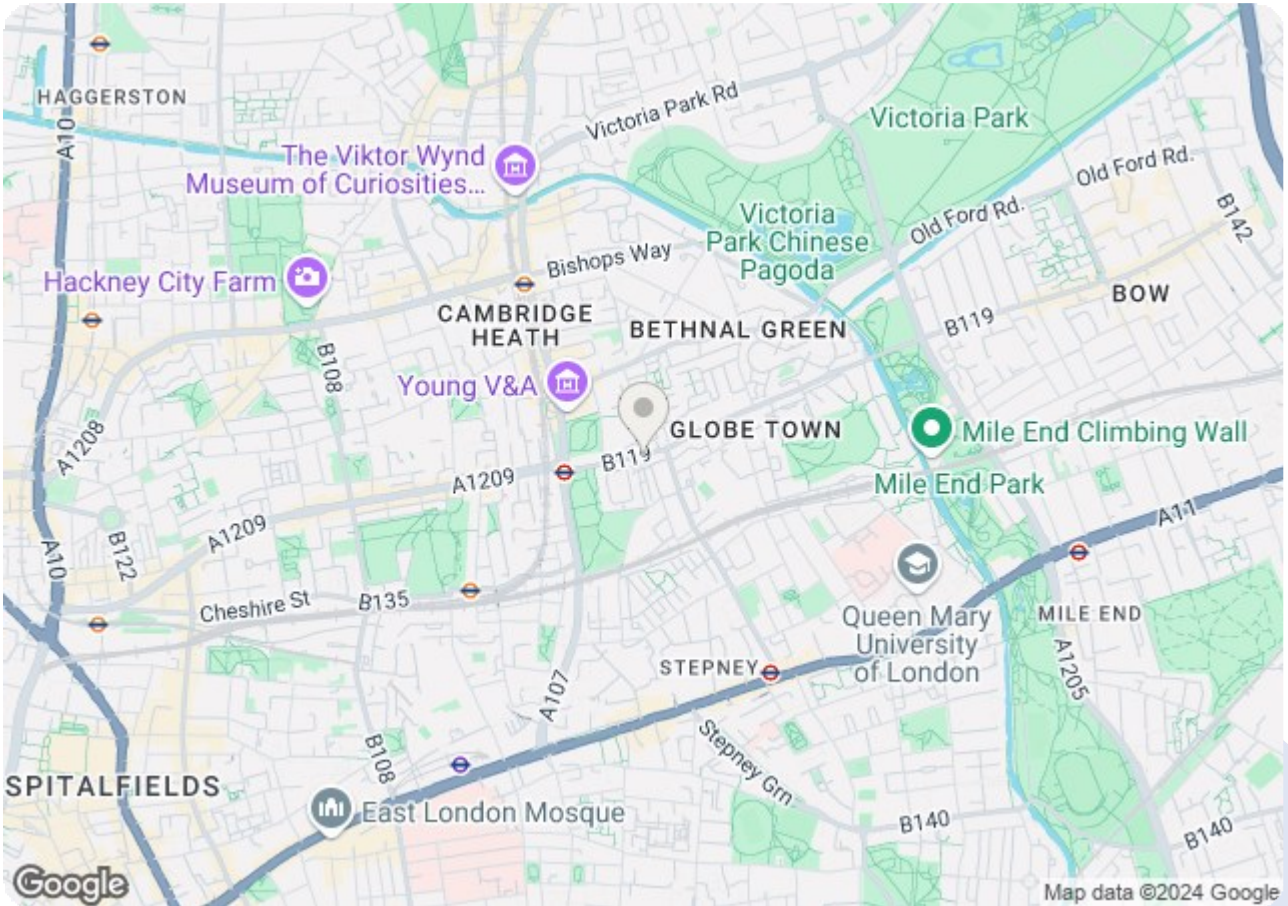 HAGGERSTON
A10
Victoria Park Rd
Victoria Park
The Viktor Wynd
Museum of Curiosities...
Old Ford Rd.
Victoria
Park Chinese
Pagoda
Old Ford Rd.
B142
Bishops Way
Hackney City Farm
BOW
CAMBRIDGE
HEATH
BETHNAL GREEN
B119
B108
Young V&A
GLOBE TOWN
Mile End Climbing Wall
A1208
B119
A1209
Mile End Park
A11
A1209
B122
A10
Cheshire St
B135
Queen Mary
University
of London
MILE END
STEPNEY
A1205
A107
B108
Stepney Grn
SPITALFIELDS
East London Mosque
B140
B140
Google
Map data ©2024 Google